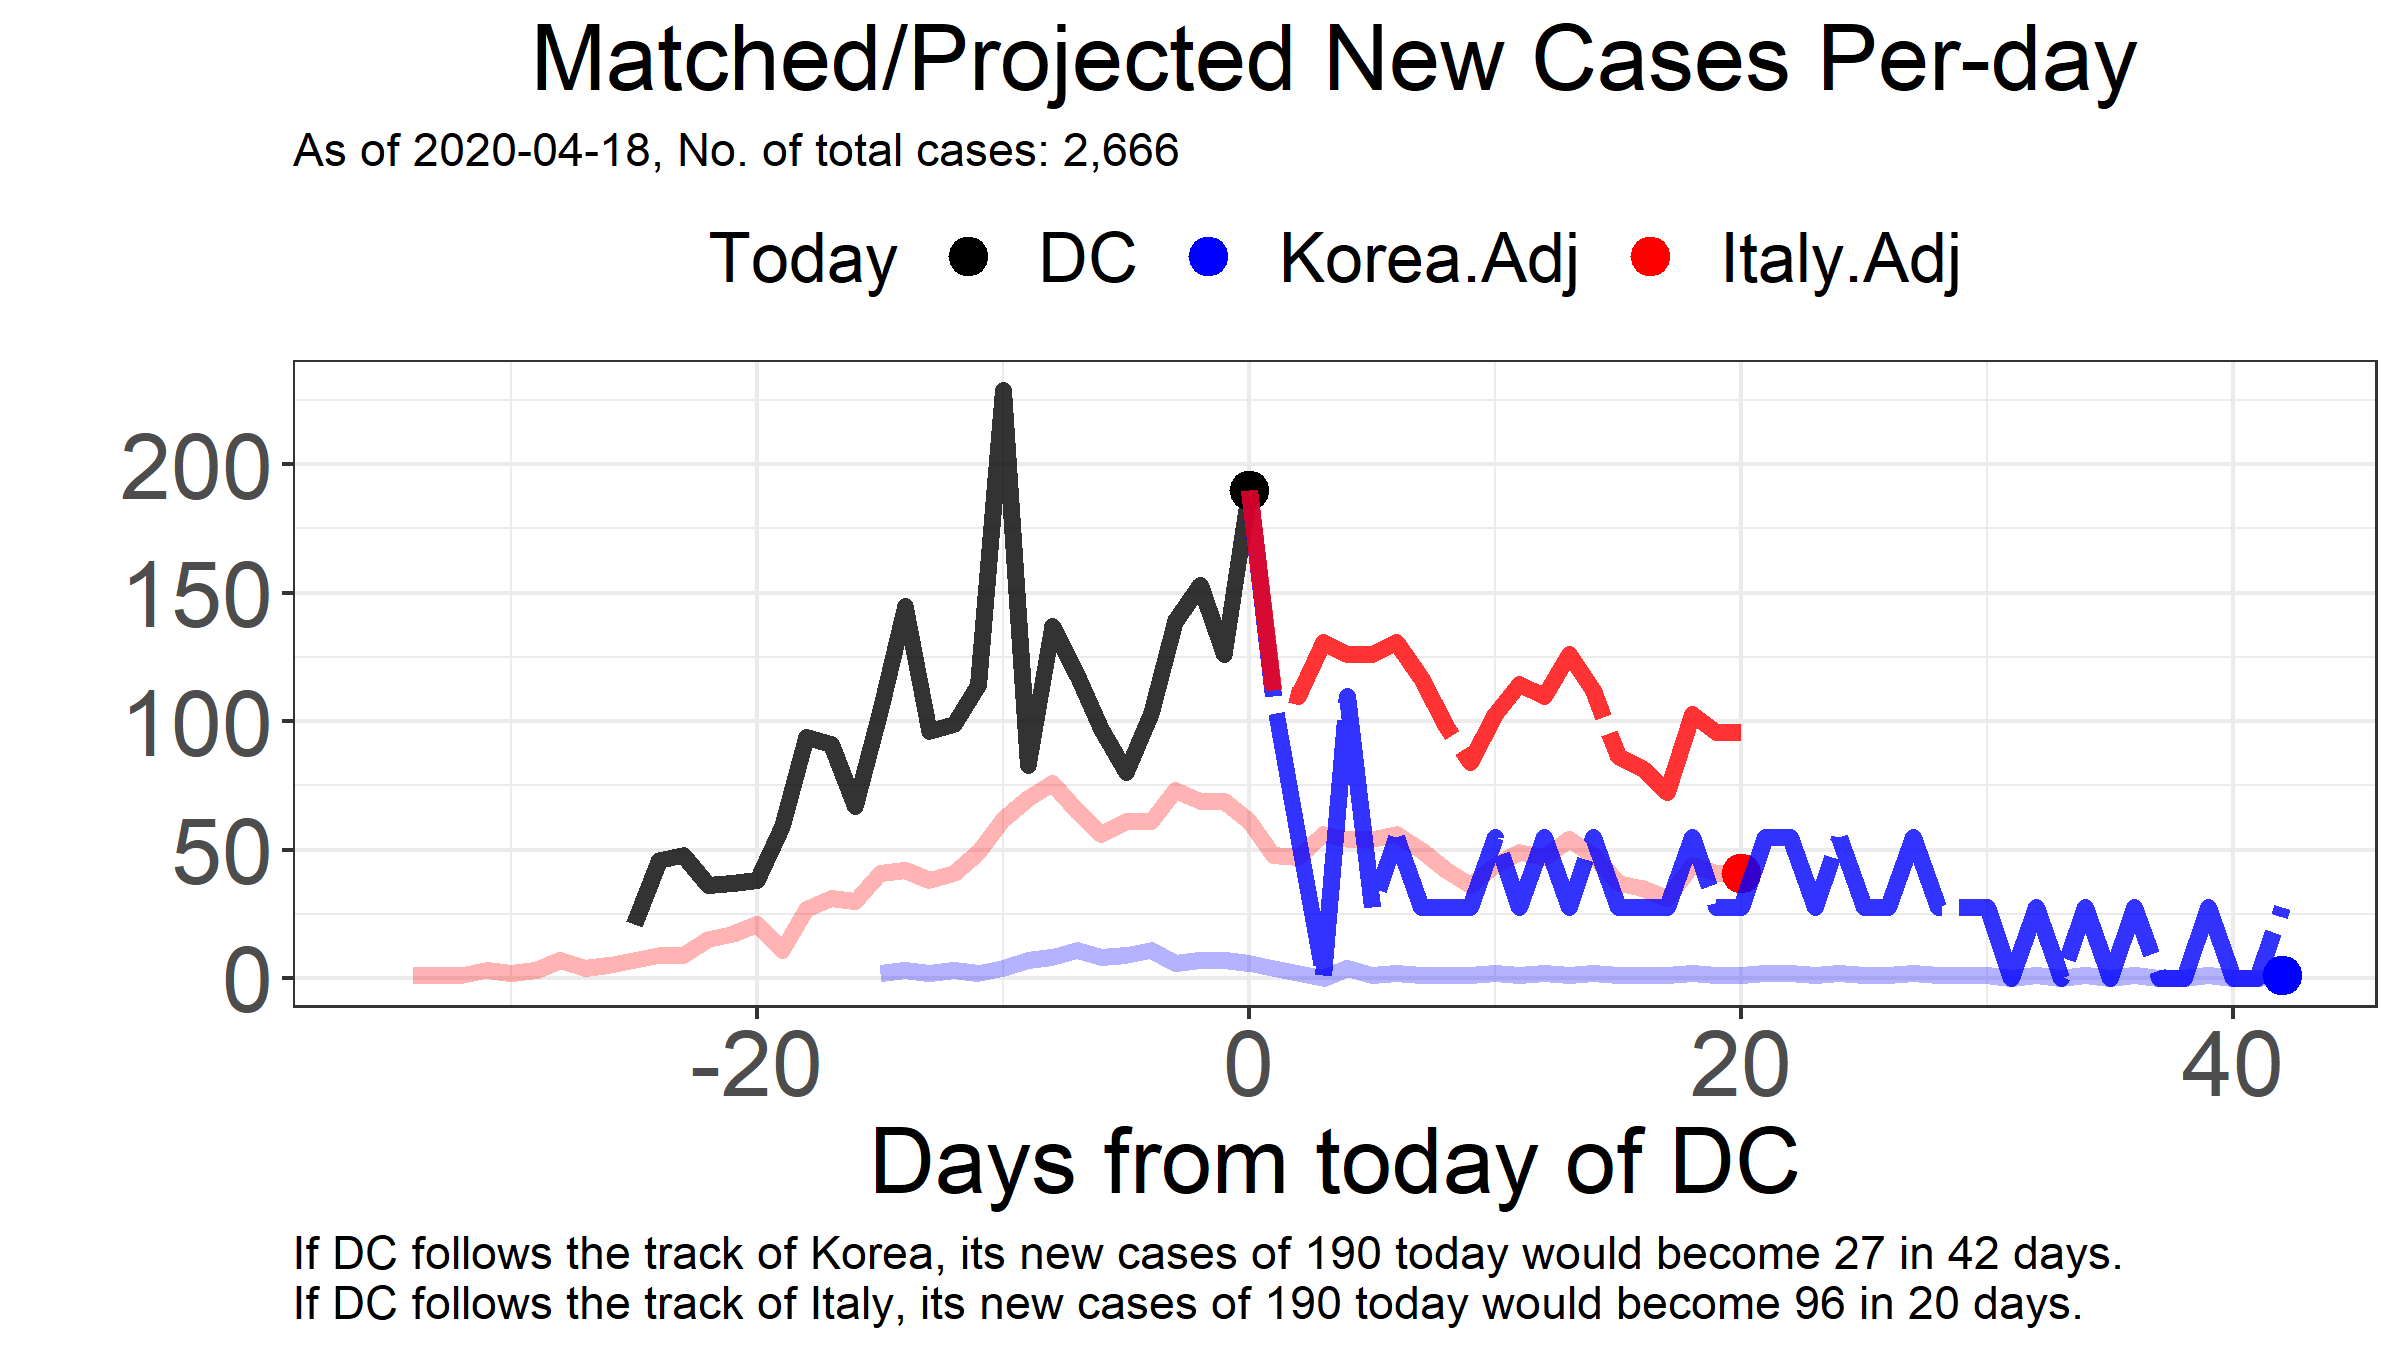 Matched/Projected New Cases Per-day
As of 2020-04-18, No. of total cases: 2,666
Today DC Korea.Adj Italy.Adj
200
150
100
50
0
-20 0 20 40
Days from today of DC
If DC follows the track of Korea, its new cases of 190 today would become 27 in 42 days.
If DC follows the track of Italy, its new cases of 190 today would become 96 in 20 days.